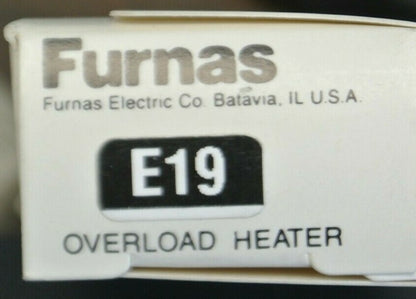 Furnas
Furnas Electric Co. Batavia, IL U.S.A.
E19
OVERLOAD HEATER